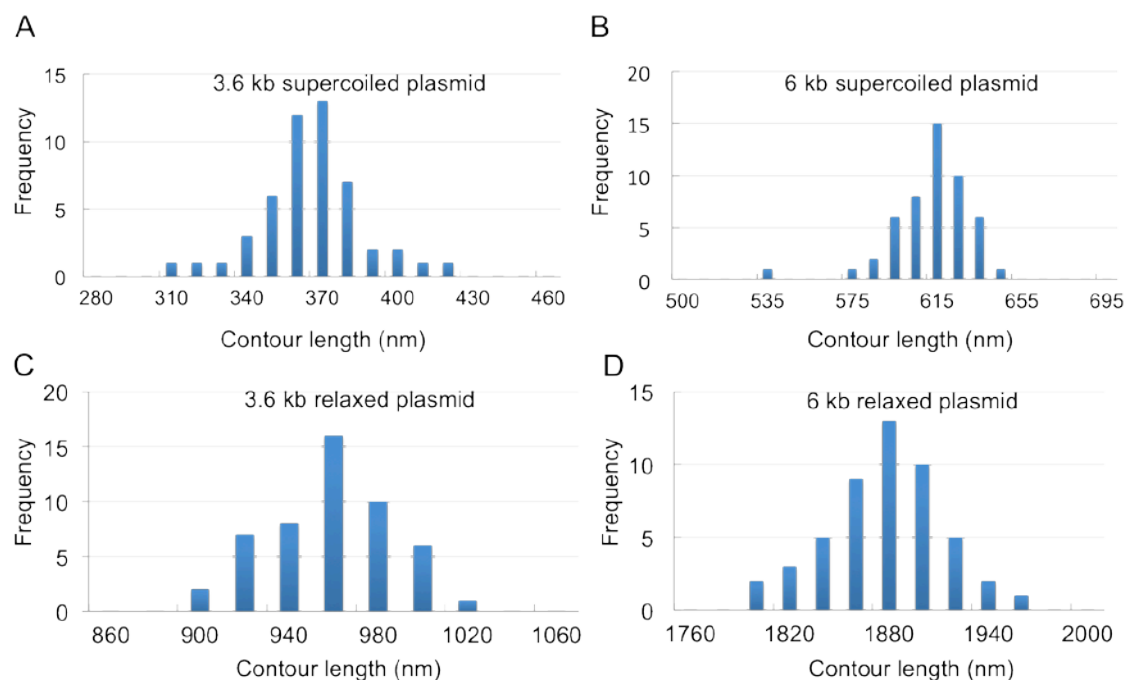 A
3.6 kb supercoiled plasmid
Frequency
15
10
5
0
280 310 340 370 400 430 460
Contour length (nm)
B
6 kb supercoiled plasmid
Frequency
20
15
10
5
0
500 535 575 615 655 695
Contour length (nm)
C
3.6 kb relaxed plasmid
Frequency
20
15
10
5
0
860 900 940 980 1020 1060
Contour length (nm)
D
6 kb relaxed plasmid
Frequency
15
10
5
0
1760 1820 1880 1940 2000
Contour length (nm)